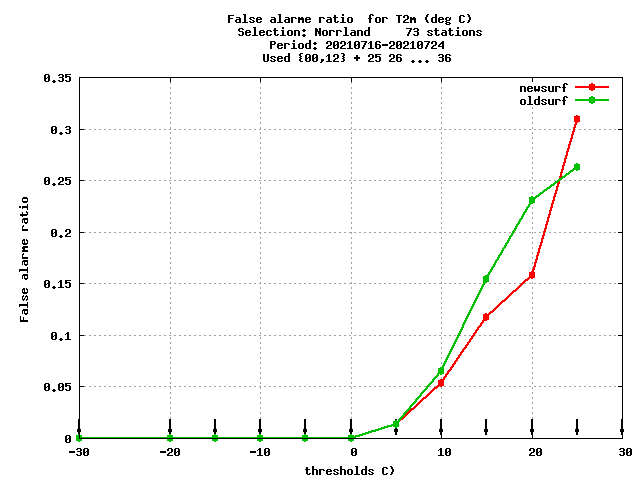 False alarme ratio  for T2m (deg C)
Selection: Norrland     73 stations
Period: 20210716-20210724
Used {00,12} + 25 26 ... 36
newsurf
oldsurf
0.35
0.3
0.25
0.2
0.15
0.1
0.05
0
False alarme ratio
-30
-20
-10
0
10
20
30
thresholds C)